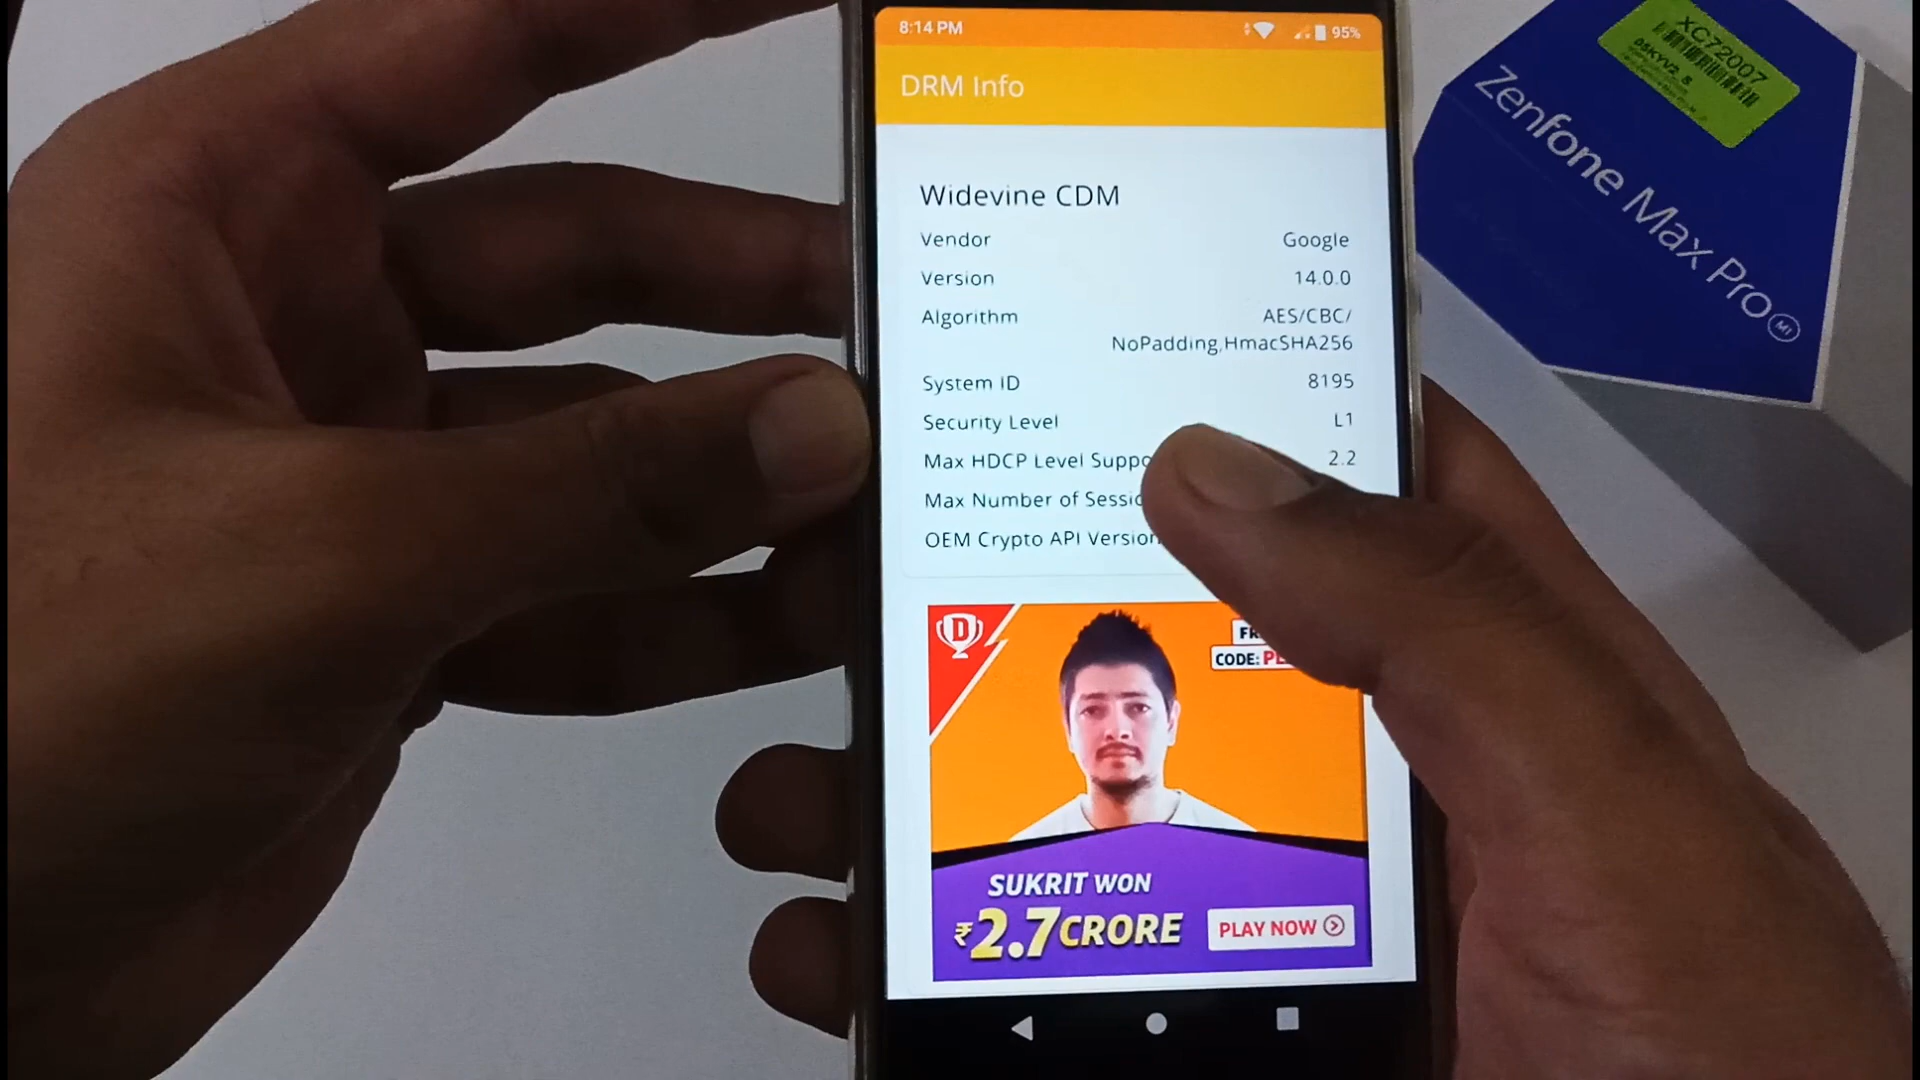 8:14 PM
95%
DRM Info
Widevine CDM
Vendor Google
Version 14.0.0
Algorithm AES/CBC/
NoPadding,HmacSHA256
System ID 8195
Security Level L1
Max HDCP Level Suppo 2.2
Max Number of Sessio
OEM Crypto API Version
D
CODE:
SUKRIT WON
₹2.7 CRORE
PLAY NOW
XC72007
Zenfone Max Pro M1